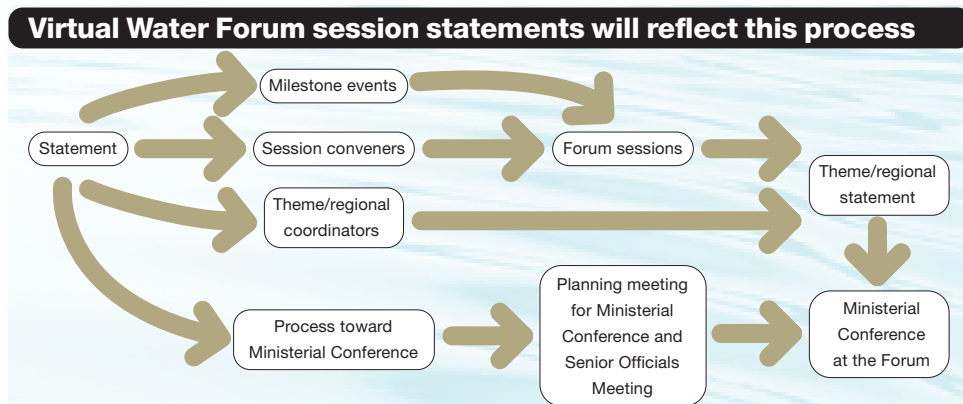 Virtual Water Forum session statements will reflect this process
Milestone events
Statement
Session conveners
Forum sessions
Theme/regional
statement
Theme/regional
coordinators
Process toward
Ministerial Conference
Planning meeting
for Ministerial
Conference and
Senior Officials
Meeting
Ministerial
Conference
at the Forum